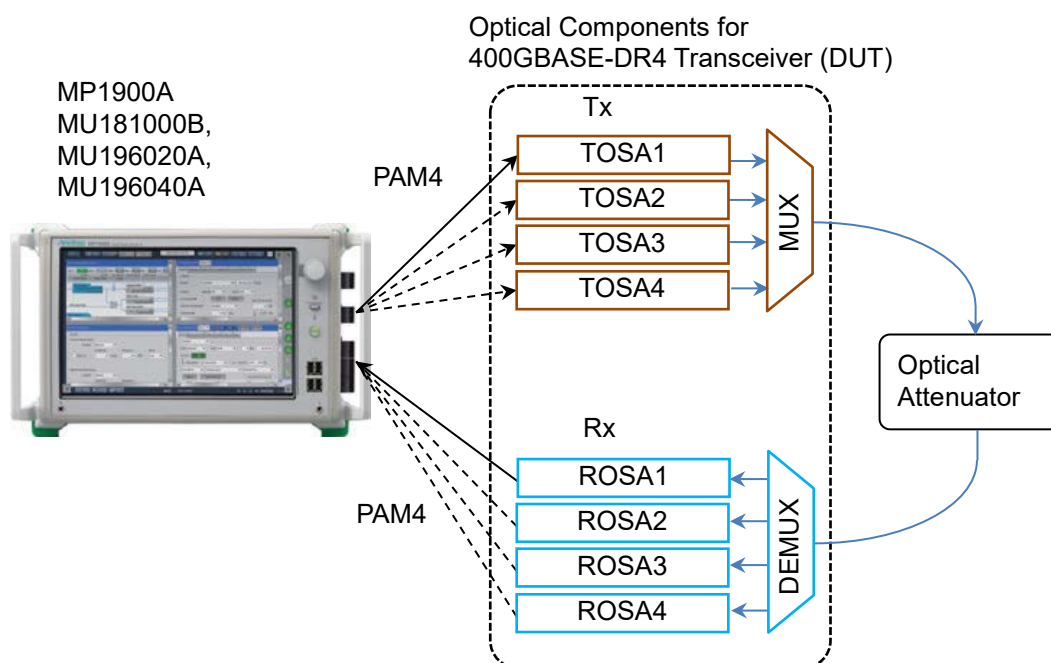 Optical Components for
400GBASE-DR4 Transceiver (DUT)
MP1900A
MU181000B,
MU196020A,
MU196040A
Tx
PAM4
TOSA1
TOSA2
TOSA3
TOSA4
MUX
Optical
Attenuator
Rx
PAM4
ROSA1
ROSA2
ROSA3
ROSA4
DEMUX